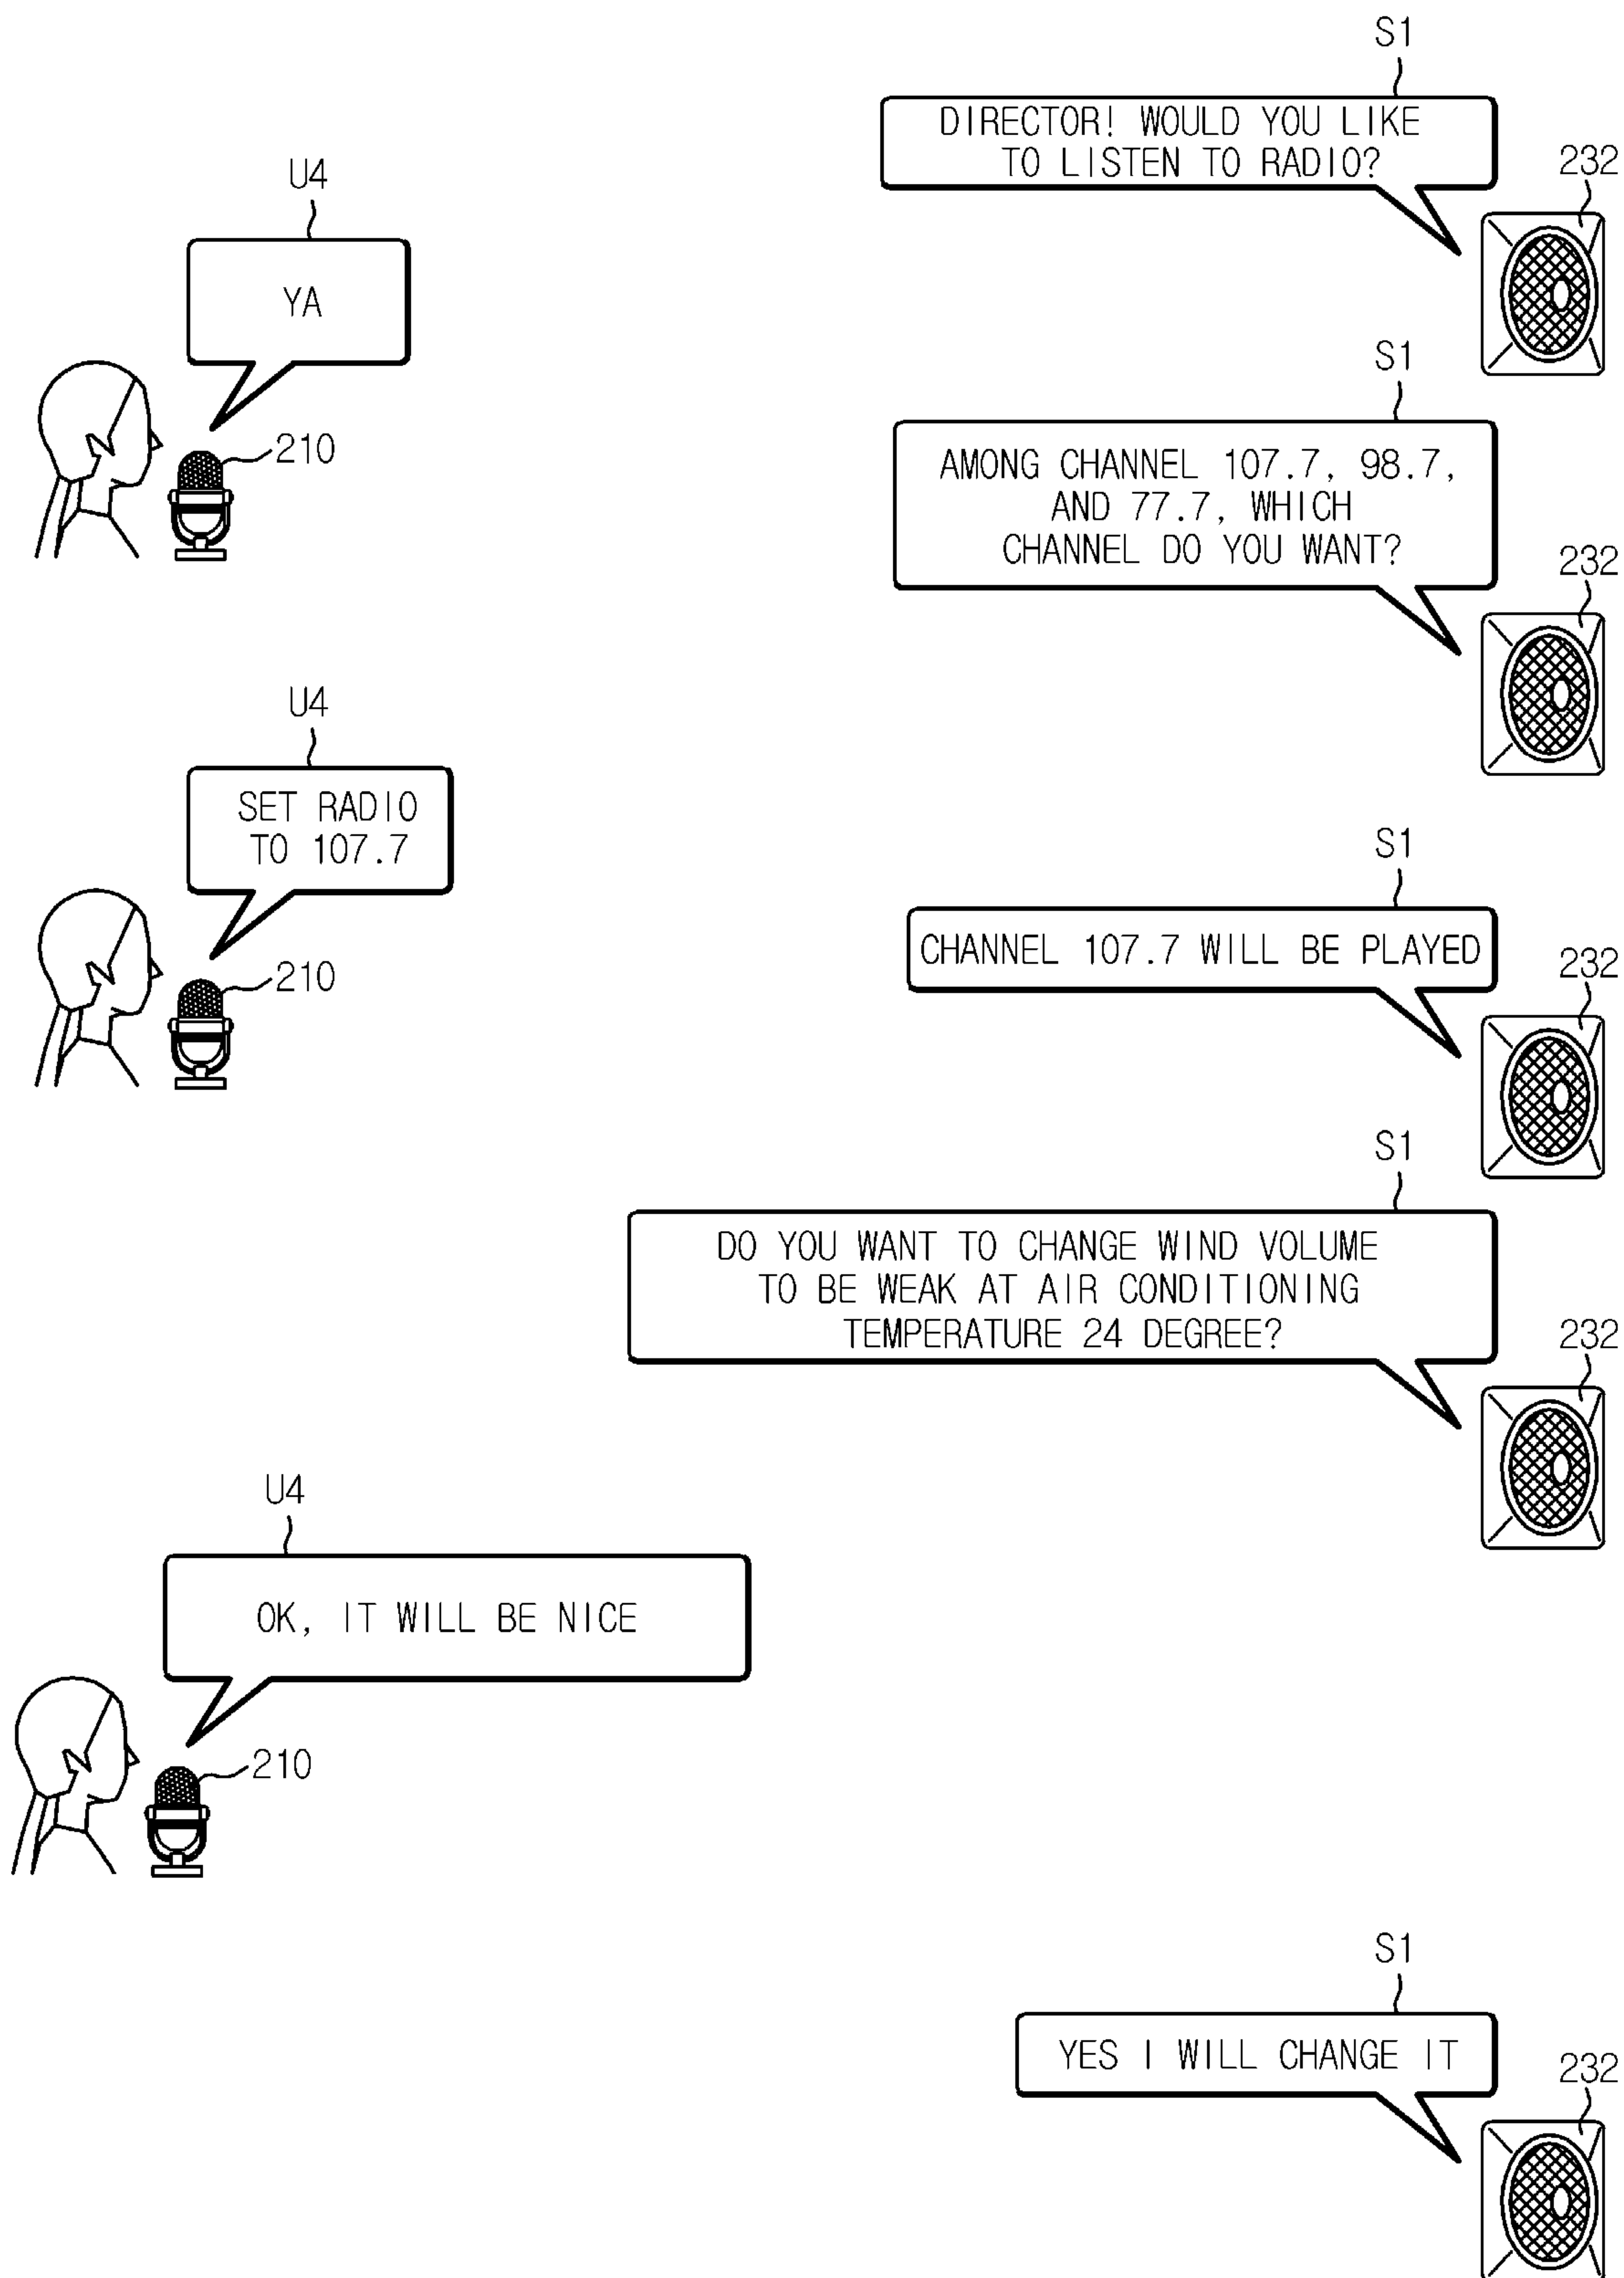 S1
DIRECTOR! WOULD YOU LIKE
TO LISTEN TO RADIO?
232
U4
YA
210
S1
AMONG CHANNEL 107.7, 98.7,
AND 77.7, WHICH
CHANNEL DO YOU WANT?
232
U4
SET RADIO
TO 107.7
210
S1
CHANNEL 107.7 WILL BE PLAYED
232
S1
DO YOU WANT TO CHANGE WIND VOLUME
TO BE WEAK AT AIR CONDITIONING
TEMPERATURE 24 DEGREE?
232
U4
OK, IT WILL BE NICE
210
S1
YES I WILL CHANGE IT
232